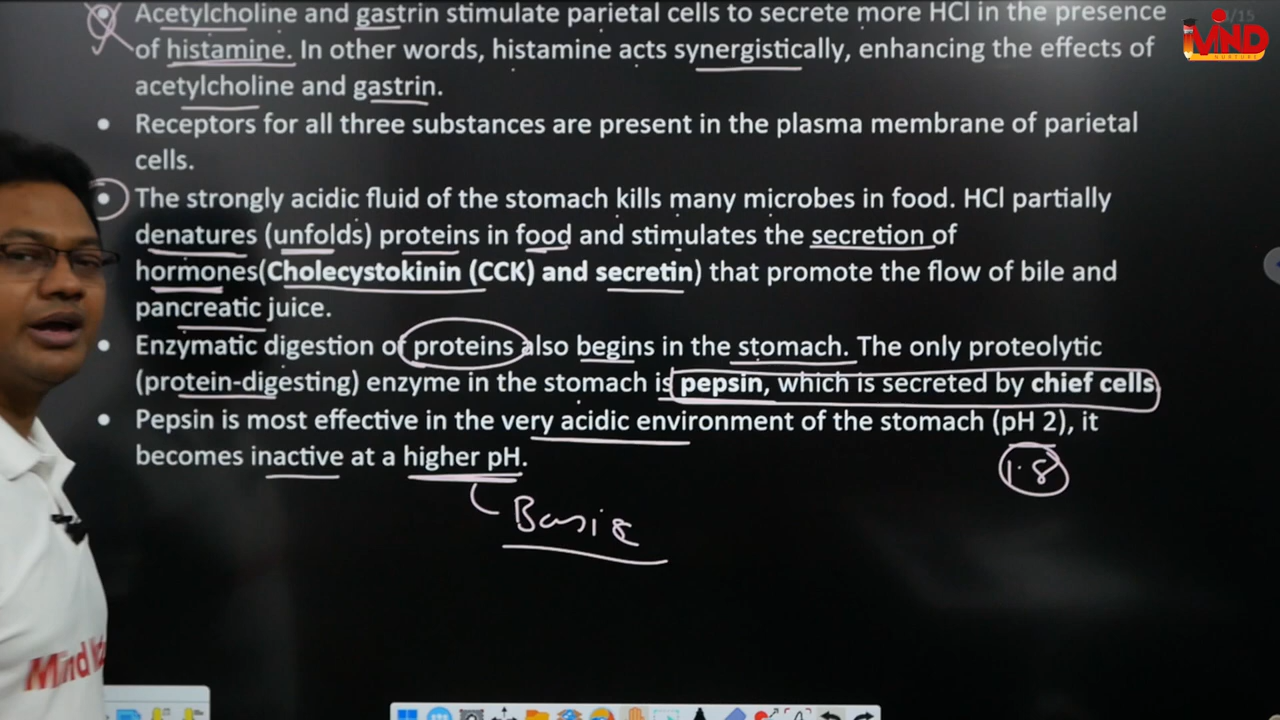 Acetylcholine and gastrin stimulate parietal cells to secrete more HCl in the presence
of histamine. In other words, histamine acts synergistically, enhancing the effects of
acetylcholine and gastrin.
• Receptors for all three substances are present in the plasma membrane of parietal
cells.
• The strongly acidic fluid of the stomach kills many microbes in food. HCl partially
denatures (unfolds) proteins in food and stimulates the secretion of
hormones(Cholecystokinin (CCK) and secretin) that promote the flow of bile and
pancreatic juice.
• Enzymatic digestion of proteins also begins in the stomach. The only proteolytic
(protein-digesting) enzyme in the stomach is pepsin, which is secreted by chief cells
• Pepsin is most effective in the very acidic environment of the stomach (pH 2), it
becomes inactive at a higher pH.
1.8
Basic
MIND
NURTURE
/15
Mind